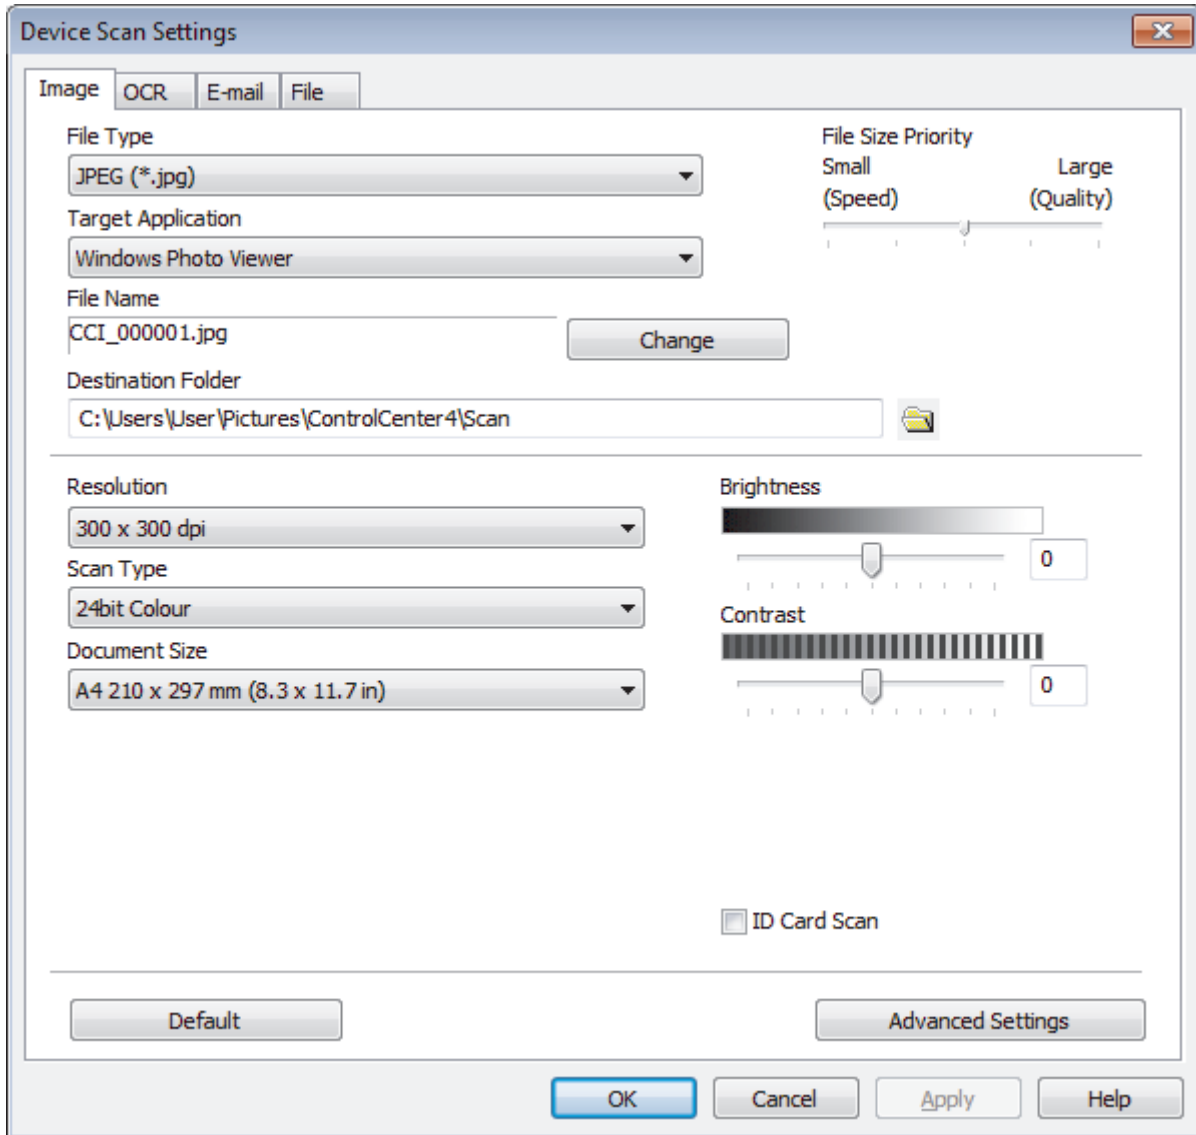 Device Scan Settings
Image OCR E-mail File
File Type
JPEG (*.jpg)
Target Application
Windows Photo Viewer
File Name
CCI_000001.jpg
Change
Destination Folder
C:\Users\User\Pictures\ControlCenter4\Scan
File Size Priority
Small Large
(Speed) (Quality)
Resolution
300 x 300 dpi
Scan Type
24bit Colour
Document Size
A4 210 x 297 mm (8.3 x 11.7 in)
Brightness
0
Contrast
0
ID Card Scan
Default Advanced Settings
OK Cancel Apply Help